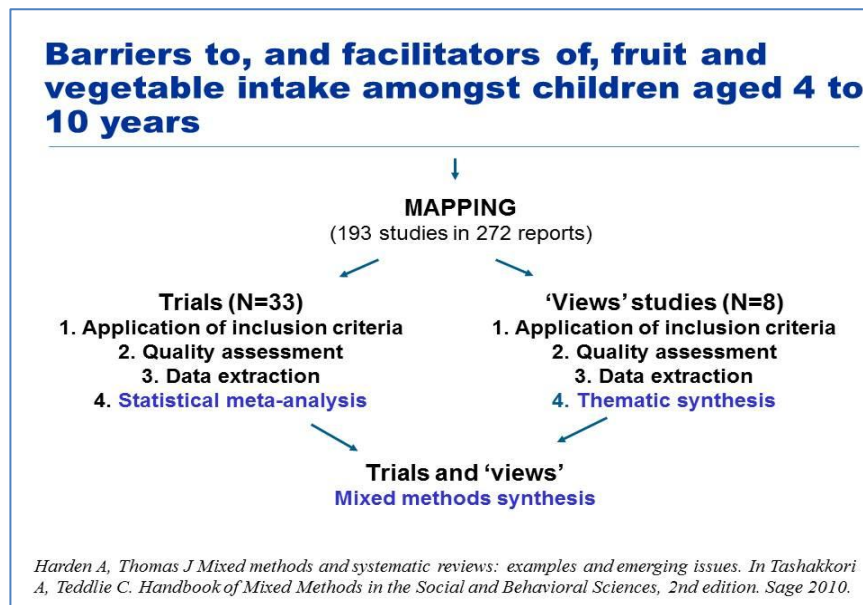 Barriers to, and facilitators of, fruit and
vegetable intake amongst children aged 4 to
10 years
MAPPING
(193 studies in 272 reports)
Trials (N=33)
1. Application of inclusion criteria
2. Quality assessment
3. Data extraction
4. Statistical meta-analysis
‘Views’ studies (N=8)
1. Application of inclusion criteria
2. Quality assessment
3. Data extraction
4. Thematic synthesis
Trials and ‘views’
Mixed methods synthesis
Harden A, Thomas J Mixed methods and systematic reviews: examples and emerging issues. In Tashakkori
A, Teddlie C. Handbook of Mixed Methods in the Social and Behavioral Sciences, 2nd edition. Sage 2010.